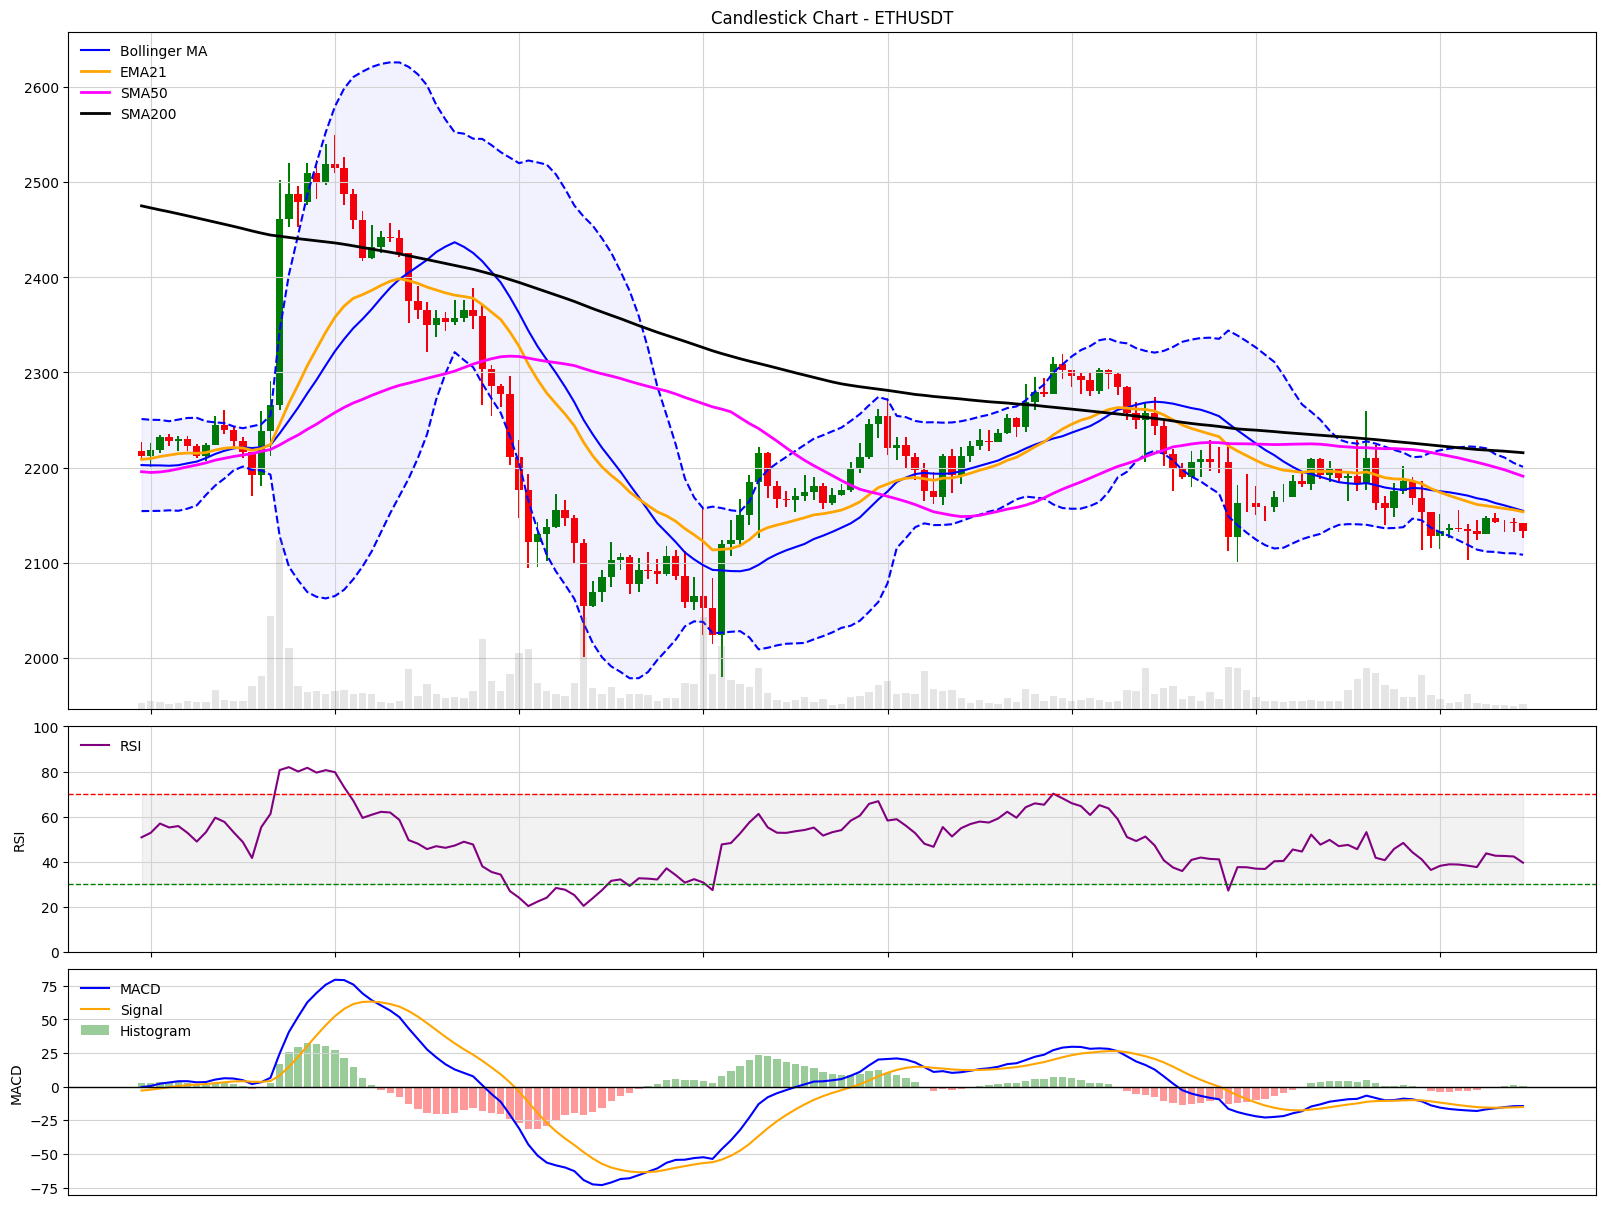 Candlestick Chart - ETHUSDT
Bollinger MA
EMA21
SMA50
SMA200
2600
2500
2400
2300
2200
2100
2000
100
80
60
40
20
0
RSI
RSI
75
50
25
0
−25
−50
−75
MACD
MACD
Signal
Histogram